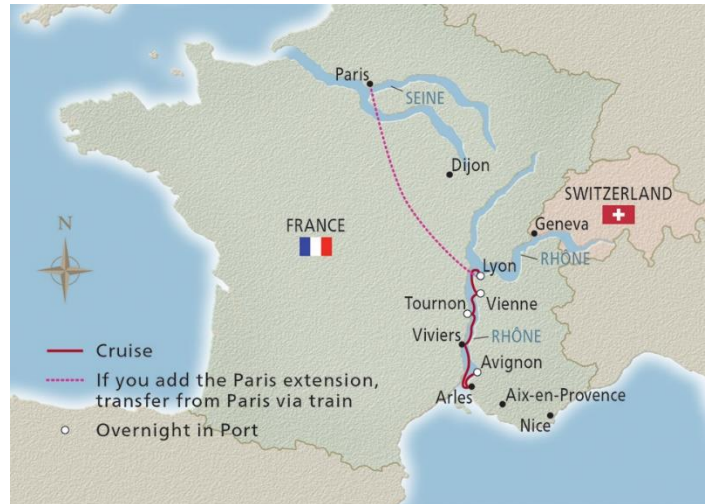 Paris
SEINE
Dijon
SWITZERLAND
FRANCE
Geneva
N
RHÔNE
Lyon
Tournon
Vienne
Viviers
RHÔNE
Avignon
Cruise
If you add the Paris extension,
transfer from Paris via train
Arles
Aix-en-Provence
Nice
Overnight in Port